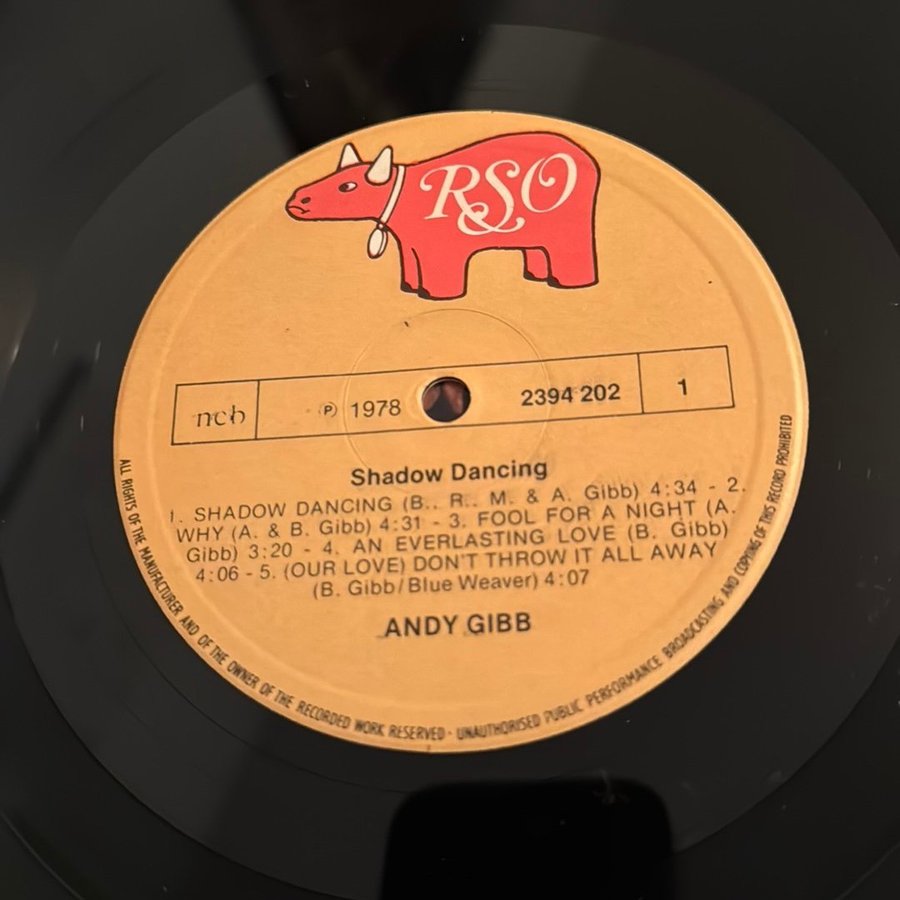 RSO
ncb ℗ 1978 2394 202 1
Shadow Dancing
1. SHADOW DANCING (B., R., M. & A. Gibb) 4:34 - 2.
WHY (A. & B. Gibb) 4:31 - 3. FOOL FOR A NIGHT (A.
Gibb) 3:20 - 4. AN EVERLASTING LOVE (B. Gibb)
4:06 - 5. (OUR LOVE) DON'T THROW IT ALL AWAY
(B. Gibb/Blue Weaver) 4:07
ANDY GIBB
ALL RIGHTS OF THE MANUFACTURER AND OF THE OWNER OF THE RECORDED WORK RESERVED · UNAUTHORISED PUBLIC PERFORMANCE BROADCASTING AND COPYING OF THIS RECORD PROHIBITED